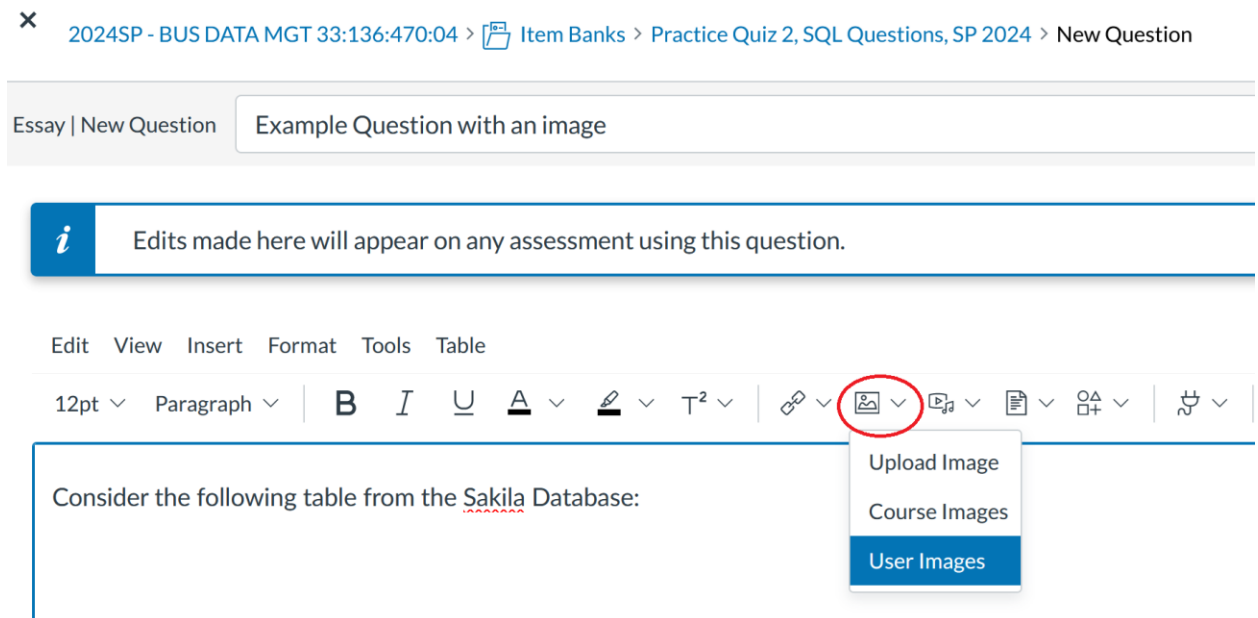 × 2024SP - BUS DATA MGT 33:136:470:04 > Item Banks > Practice Quiz 2, SQL Questions, SP 2024 > New Question
Essay | New Question Example Question with an image
i Edits made here will appear on any assessment using this question.
Edit View Insert Format Tools Table
12pt Paragraph B I U A T²
Upload Image
Consider the following table from the Sakila Database:
Course Images
User Images